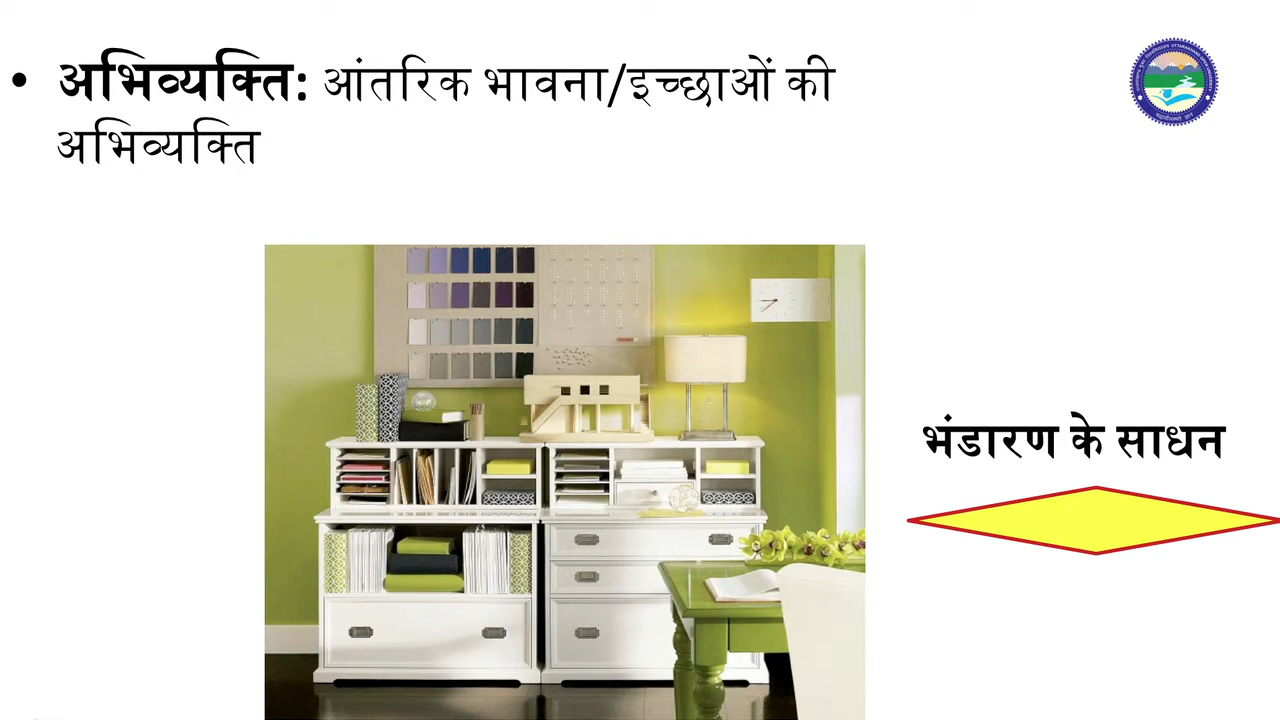 • अभिव्यक्ति: आंतरिक भावना/इच्छाओं की
अभिव्यक्ति
भंडारण के साधन